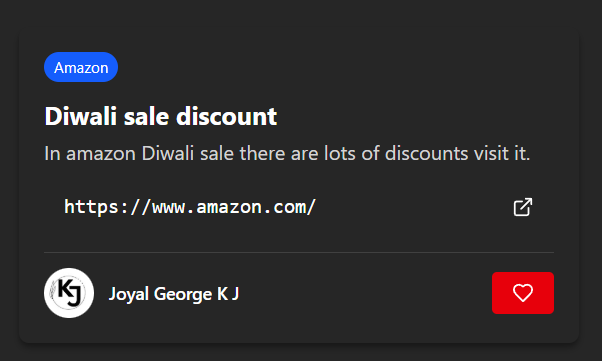 Amazon
Diwali sale discount
In amazon Diwali sale there are lots of discounts visit it.
https://www.amazon.com/
KJ
Joyal George K J